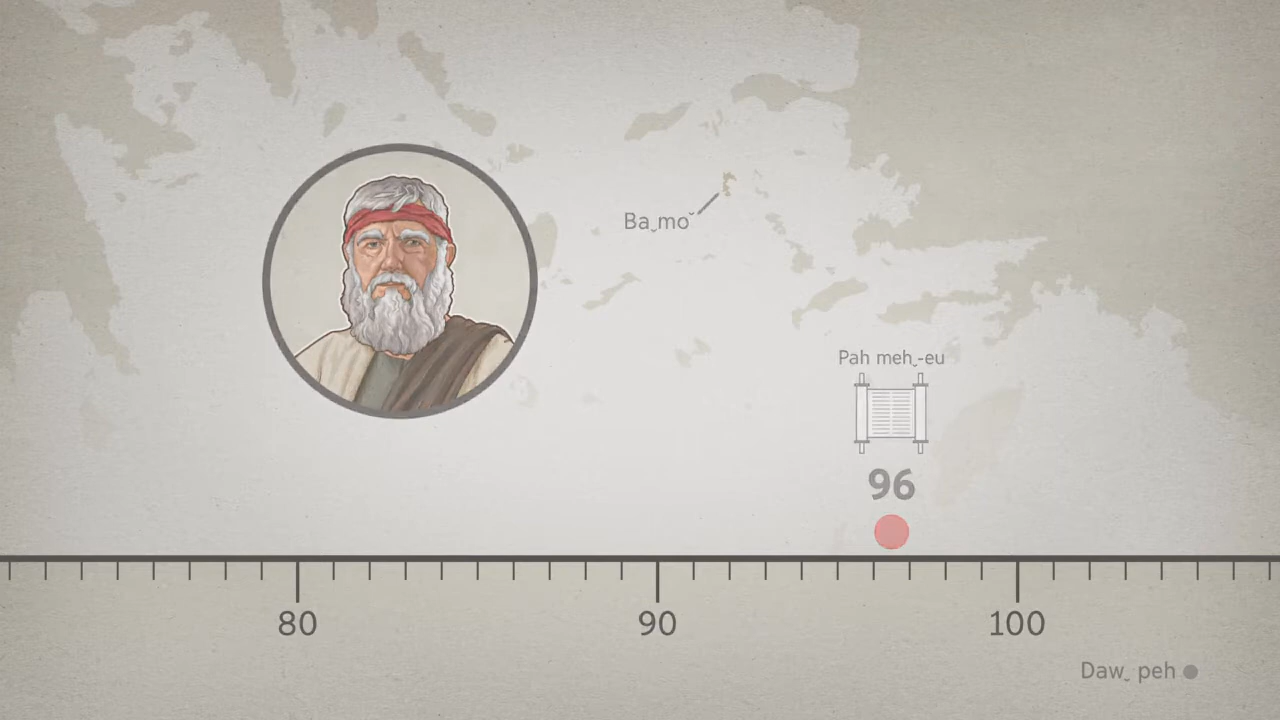 Ba ̬ mo ̌
Pah meh ̬ -eu
96
80
90
100
Daw ̬ peh